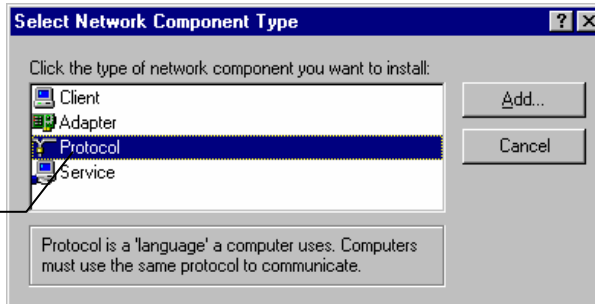 Select Network Component Type
Click the type of network component you want to install:
Client
Adapter
Protocol
Service
Add...
Cancel
Protocol is a 'language' a computer uses. Computers
must use the same protocol to communicate.